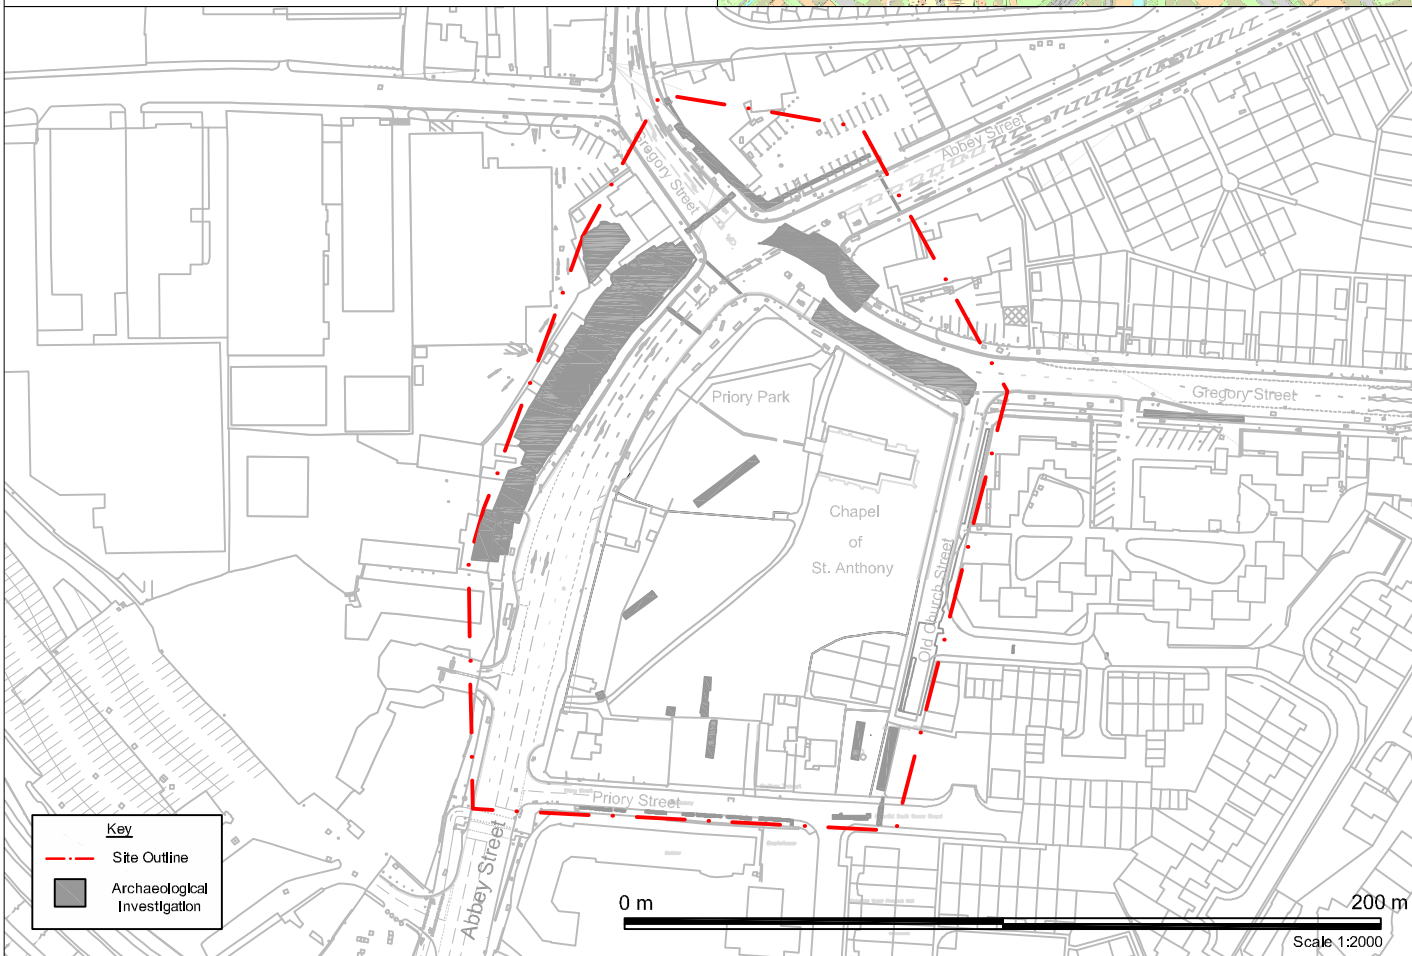 Gregory Street
Abbey Street
Priory Park
Gregory Street
Chapel
of
St. Anthony
Old Church Street
Priory Street
Abbey Street
Key
Site Outline
Archaeological
Investigation
0 m
200 m
Scale 1:2000